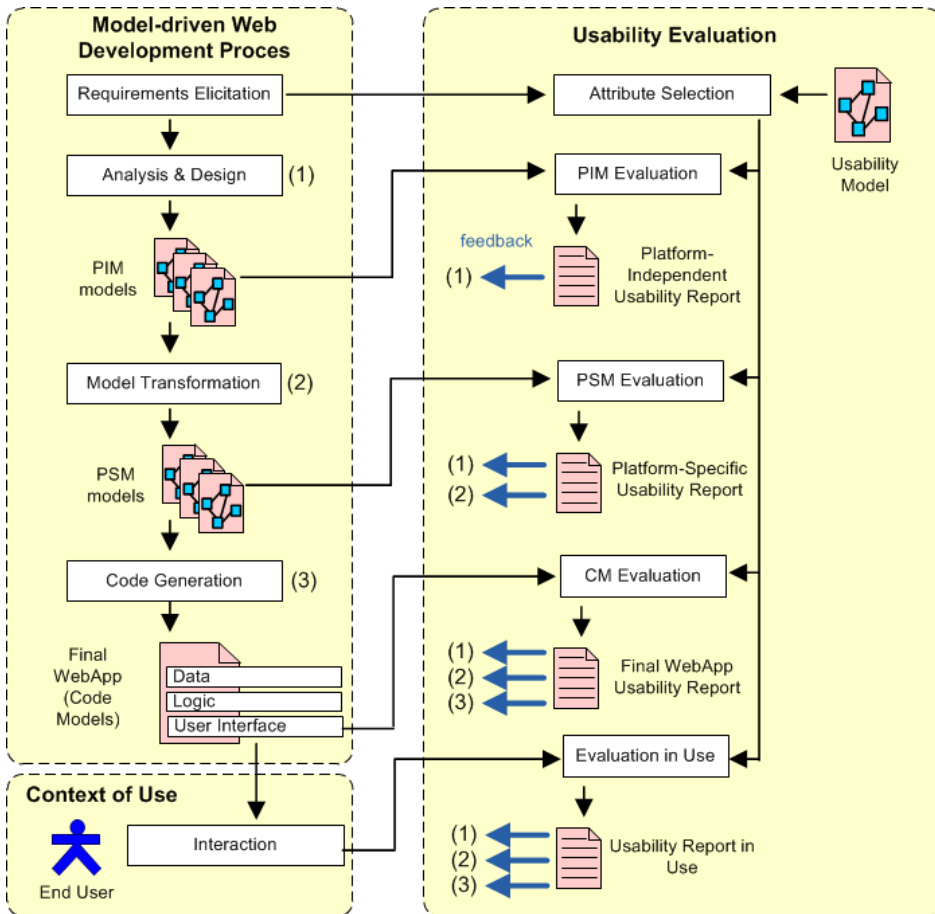 Model-driven Web
Development Proces
Requirements Elicitation
Analysis & Design
(1)
PIM
models
Model Transformation
(2)
PSM
models
Code Generation
(3)
Final
WebApp
(Code
Models)
Data
Logic
User Interface
Context of Use
End User
Interaction
Usability Evaluation
Attribute Selection
Usability
Model
PIM Evaluation
feedback
(1)
Platform-
Independent
Usability Report
PSM Evaluation
(1)
(2)
Platform-Specific
Usability Report
CM Evaluation
(1)
(2)
(3)
Final WebApp
Usability Report
Evaluation in Use
(1)
(2)
(3)
Usability Report in
Use